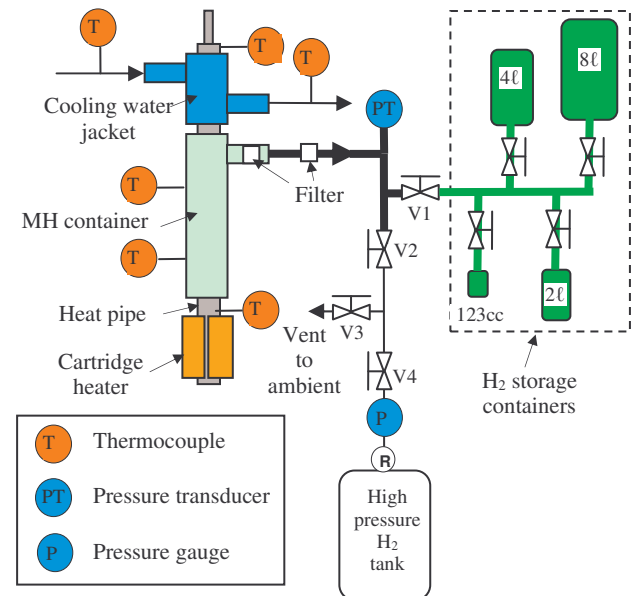 T
T
T
Cooling water
jacket
PT
4ℓ
8ℓ
Filter
T
V1
MH container
T
V2
Heat pipe
T
V3
Vent
to
ambient
123cc
2ℓ
Cartridge
heater
V4
H₂ storage
containers
P
R
T Thermocouple
PT Pressure transducer
P Pressure gauge
High
pressure
H₂
tank